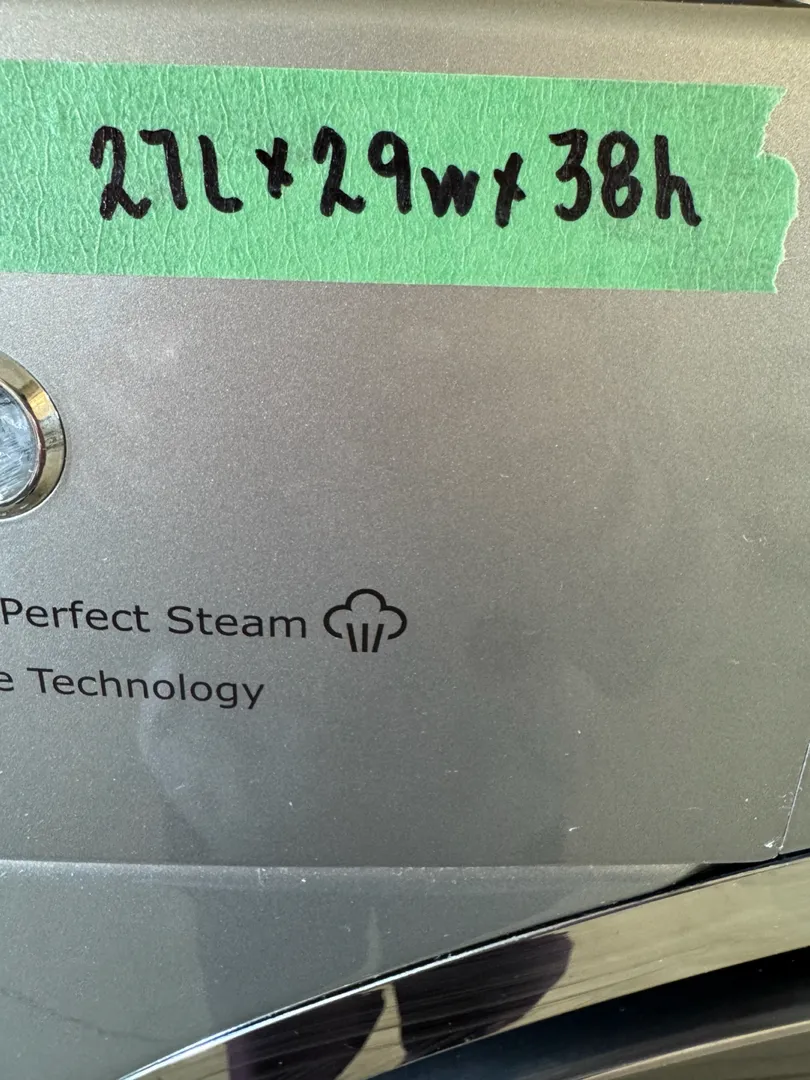 27L x 29w x 38h
Perfect Steam
Technology